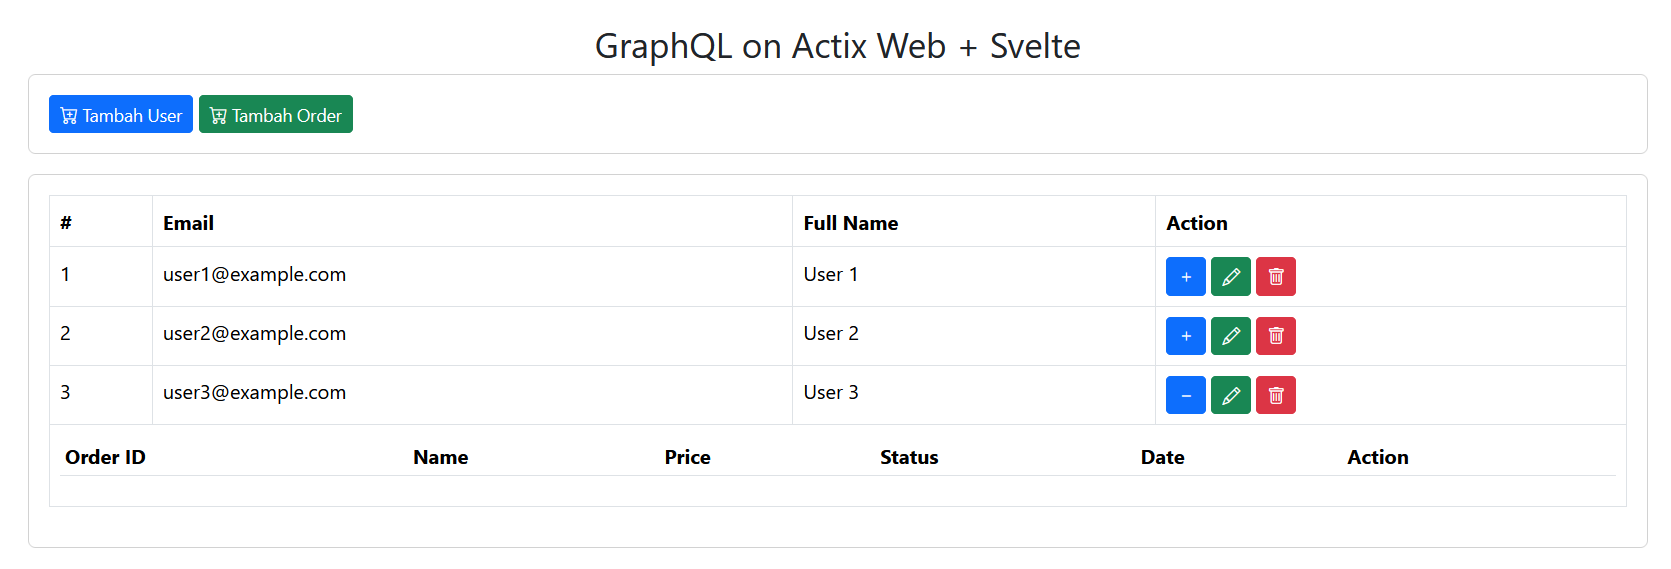 GraphQL on Actix Web + Svelte
Tambah User Tambah Order
# Email Full Name Action
1 user1@example.com User 1 +
2 user2@example.com User 2 +
3 user3@example.com User 3 −
Order ID Name Price Status Date Action